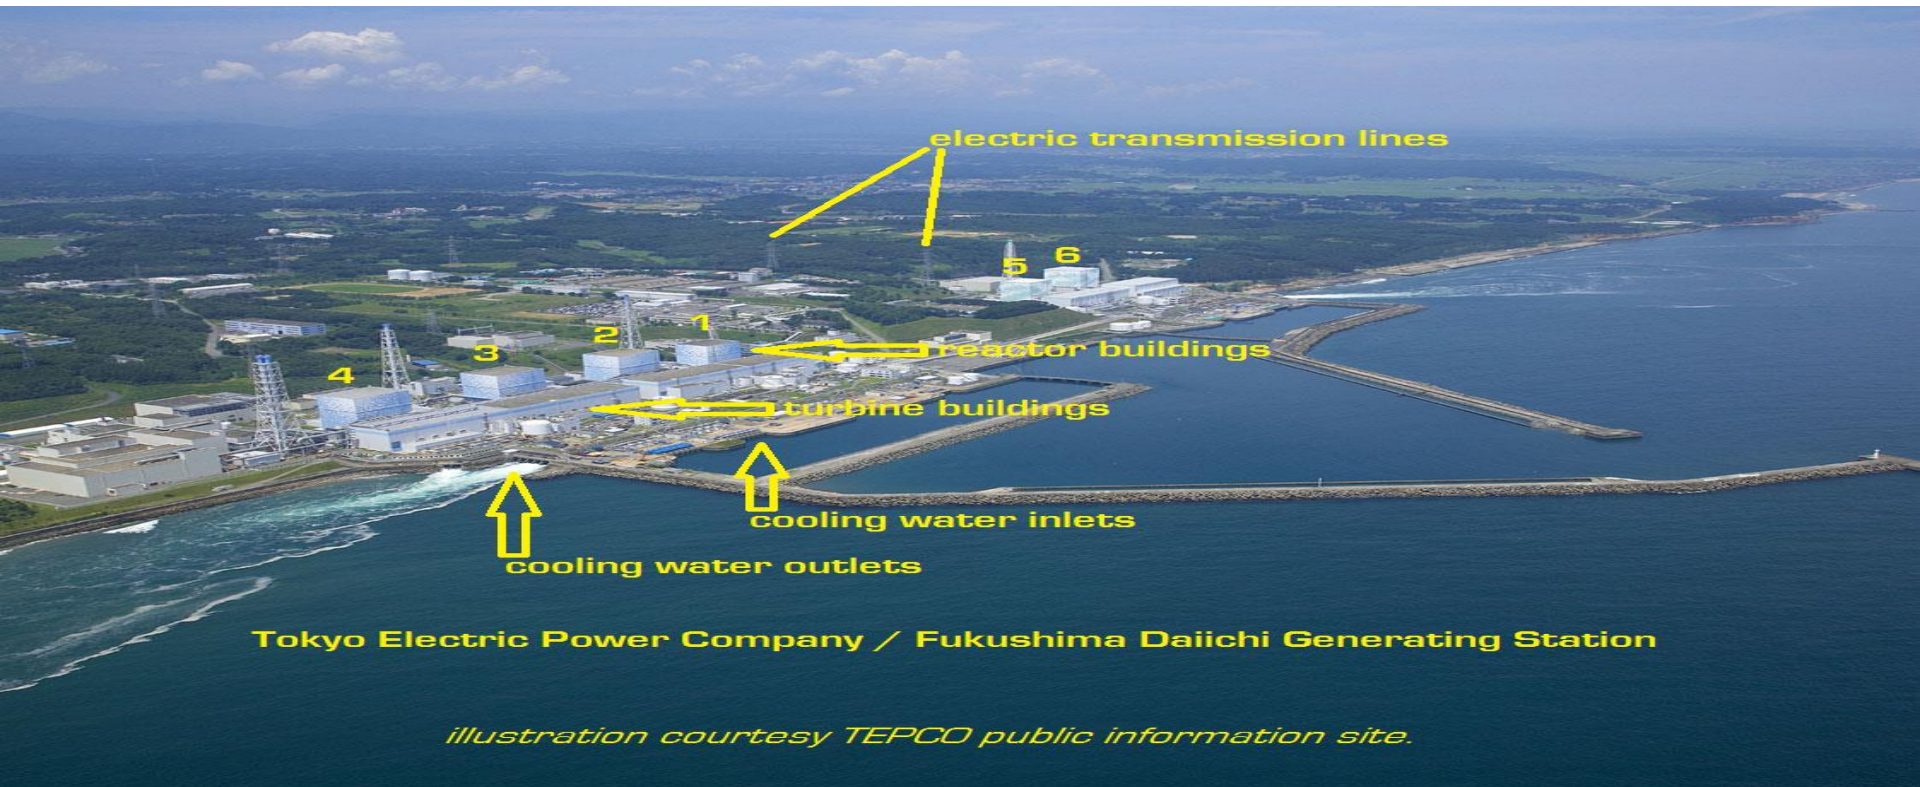 electric transmission lines
5 6
1
2
3
4
reactor buildings
turbine buildings
cooling water inlets
cooling water outlets
Tokyo Electric Power Company / Fukushima Daiichi Generating Station
illustration courtesy TEPCO public information site.